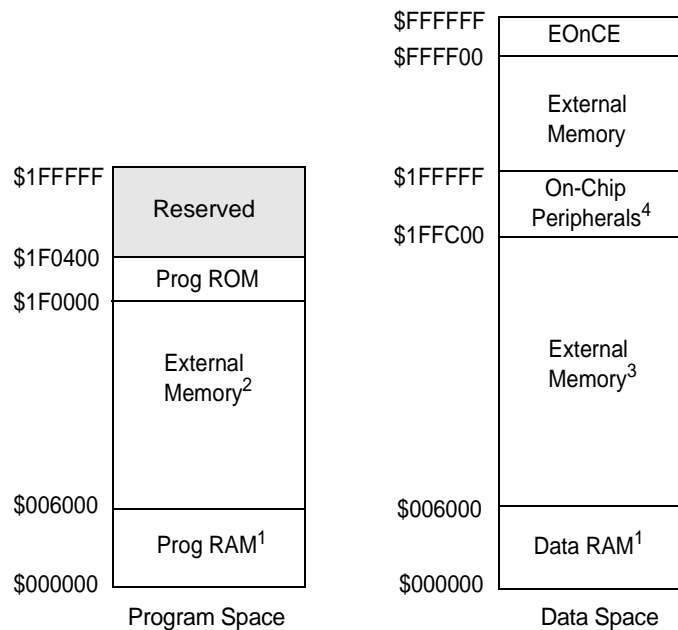 $1FFFFF
Reserved
$1F0400
Prog ROM
$1F0000
External
Memory2
$006000
Prog RAM1
$000000
Program Space
$FFFFFF
EOnCE
$FFFF00
External
Memory
$1FFFFF
On-Chip
Peripherals4
$1FFC00
External
Memory3
$006000
Data RAM1
$000000
Data Space